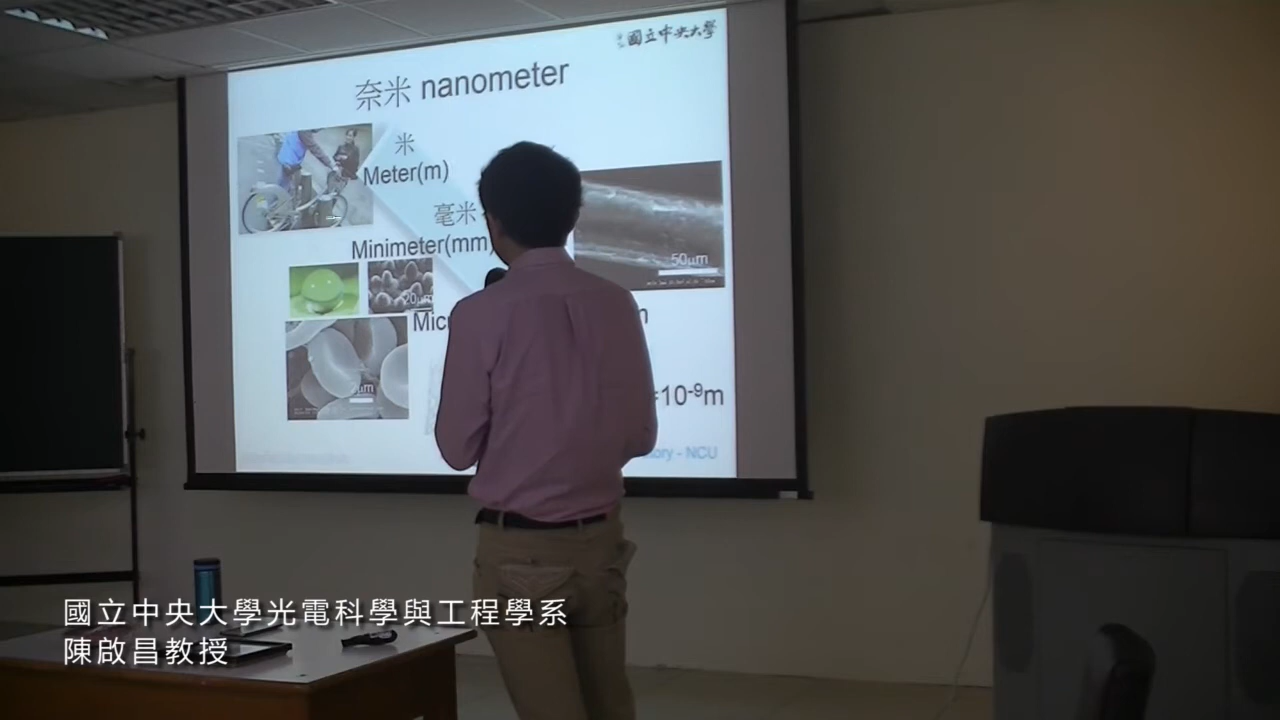 國立中央大學
奈米 nanometer
米
Meter(m)
毫米
Minimeter(mm)
50μm
20μm
Mic
μm
=10⁻⁹m
ory - NCU
國立中央大學光電科學與工程學系
陳啟昌教授